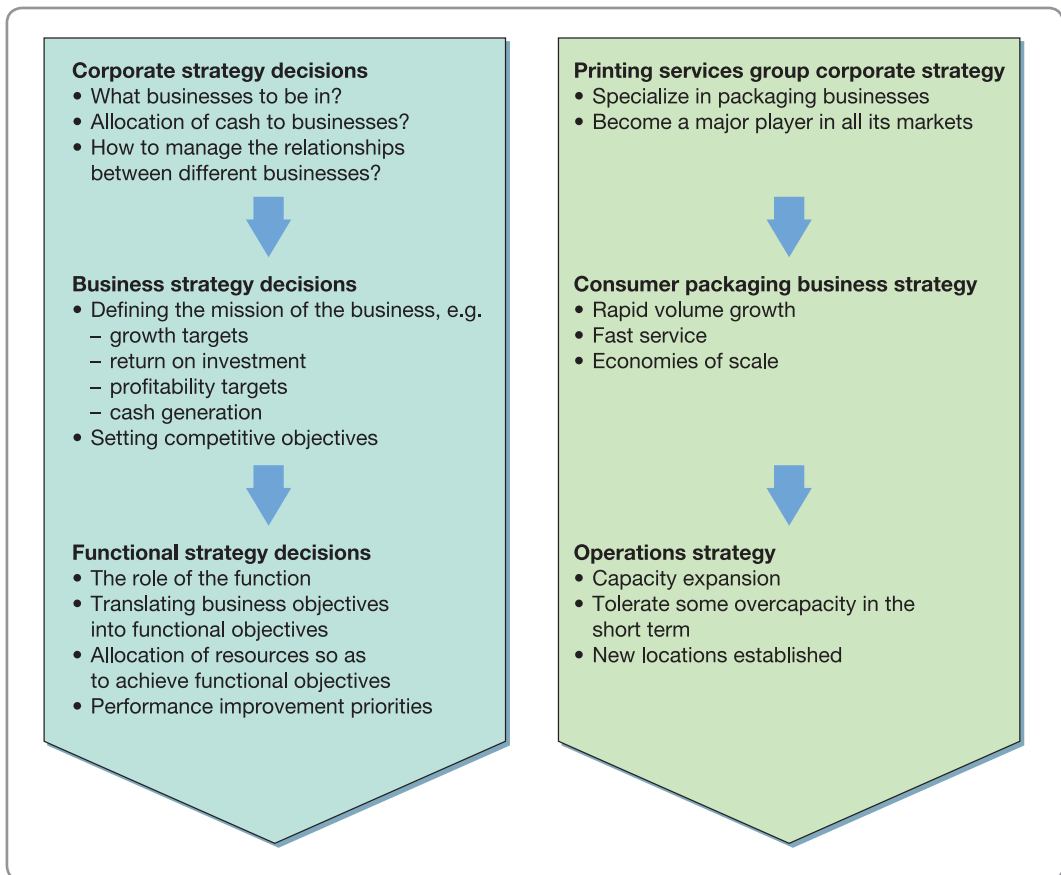 Corporate strategy decisions
• What businesses to be in?
• Allocation of cash to businesses?
• How to manage the relationships
between different businesses?
Business strategy decisions
• Defining the mission of the business, e.g.
– growth targets
– return on investment
– profitability targets
– cash generation
• Setting competitive objectives
Functional strategy decisions
• The role of the function
• Translating business objectives
into functional objectives
• Allocation of resources so as
to achieve functional objectives
• Performance improvement priorities
Printing services group corporate strategy
• Specialize in packaging businesses
• Become a major player in all its markets
Consumer packaging business strategy
• Rapid volume growth
• Fast service
• Economies of scale
Operations strategy
• Capacity expansion
• Tolerate some overcapacity in the
short term
• New locations established